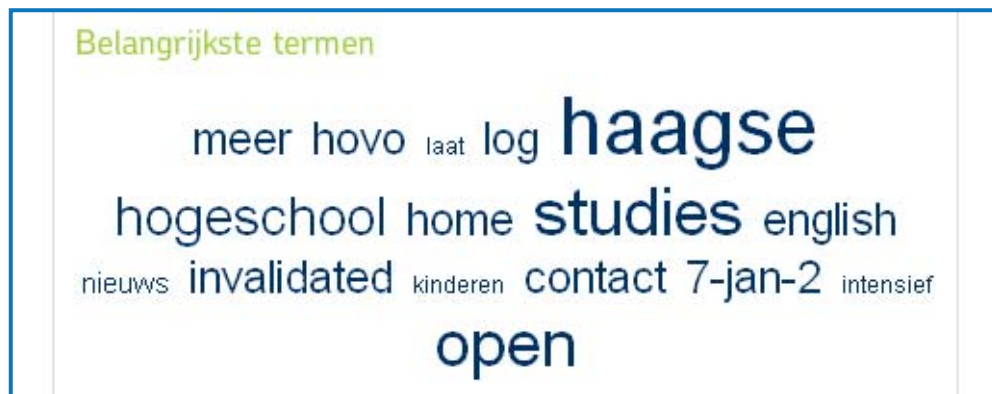 Belangrijkste termen
meer hovo laat log haagse
hogeschool home studies english
nieuws invalidated kinderen contact 7-jan-2 intensief
open